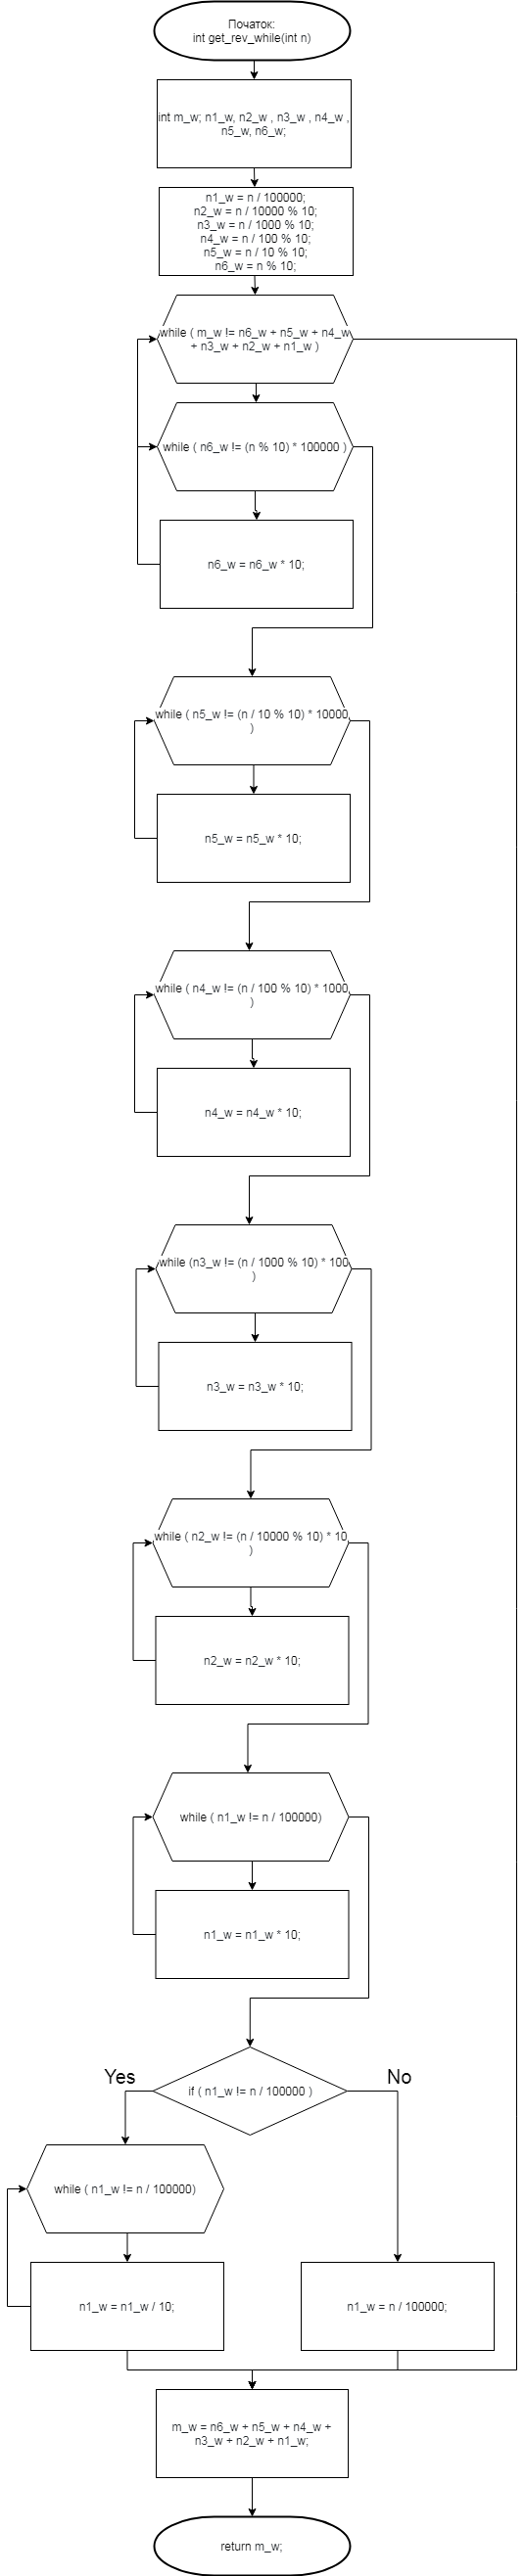 Початок:
int get_rev_while(int n)
int m_w; n1_w, n2_w , n3_w , n4_w ,
n5_w, n6_w;
n1_w = n / 100000;
n2_w = n / 10000 % 10;
n3_w = n / 1000 % 10;
n4_w = n / 100 % 10;
n5_w = n / 10 % 10;
n6_w = n % 10;
while ( m_w != n6_w + n5_w + n4_w
+ n3_w + n2_w + n1_w )
while ( n6_w != (n % 10) * 100000 )
n6_w = n6_w * 10;
while ( n5_w != (n / 10 % 10) * 10000
)
n5_w = n5_w * 10;
while ( n4_w != (n / 100 % 10) * 1000
)
n4_w = n4_w * 10;
while (n3_w != (n / 1000 % 10) * 100
)
n3_w = n3_w * 10;
while ( n2_w != (n / 10000 % 10) * 10
)
n2_w = n2_w * 10;
while ( n1_w != n / 100000)
n1_w = n1_w * 10;
if ( n1_w != n / 100000 )
Yes
No
while ( n1_w != n / 100000)
n1_w = n1_w / 10;
n1_w = n / 100000;
m_w = n6_w + n5_w + n4_w +
n3_w + n2_w + n1_w;
return m_w;